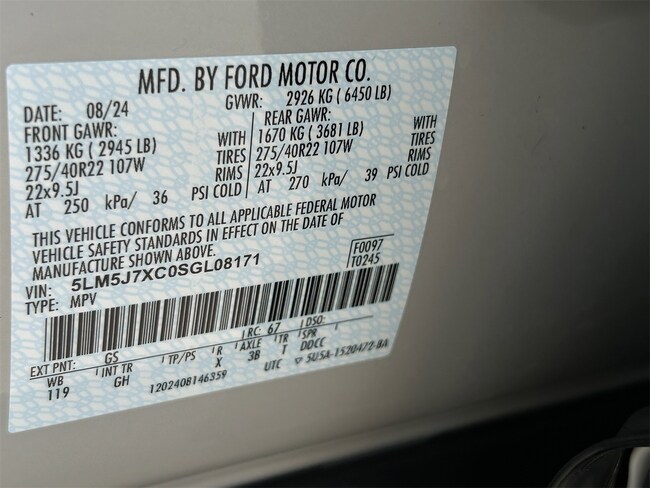 MFD. BY FORD MOTOR CO.
DATE: 08/24 GVWR: 2926 KG ( 6450 LB)
FRONT GAWR: REAR GAWR:
1336 KG ( 2945 LB) WITH 1670 KG ( 3681 LB) WITH
275/40R22 107W TIRES 275/40R22 107W TIRES
22x9.5J RIMS 22x9.5J RIMS
AT 250 kPa/ 36 PSI COLD AT 270 kPa/ 39 PSI COLD
THIS VEHICLE CONFORMS TO ALL APPLICABLE FEDERAL MOTOR
VEHICLE SAFETY STANDARDS IN EFFECT ON THE DATE OF
MANUFACTURE SHOWN ABOVE.
F0097
T0245
VIN: 5LM5J7XC0SGL08171
TYPE: MPV
EXT PNT: GS RC: 67 DSO:
WB INT TR TP/PS R AXLE TR SPR
119 GH X 3B T DDCC
1202408146359 UTC ▽ 5U5A-1520472-BA